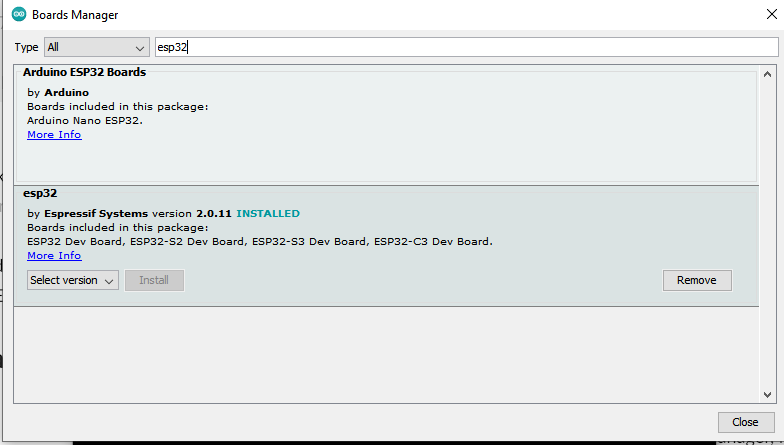 Boards Manager
Type All esp32
Arduino ESP32 Boards
by Arduino
Boards included in this package:
Arduino Nano ESP32.
More Info
esp32
by Espressif Systems version 2.0.11 INSTALLED
Boards included in this package:
ESP32 Dev Board, ESP32-S2 Dev Board, ESP32-S3 Dev Board, ESP32-C3 Dev Board.
More Info
Select version Install Remove
Close